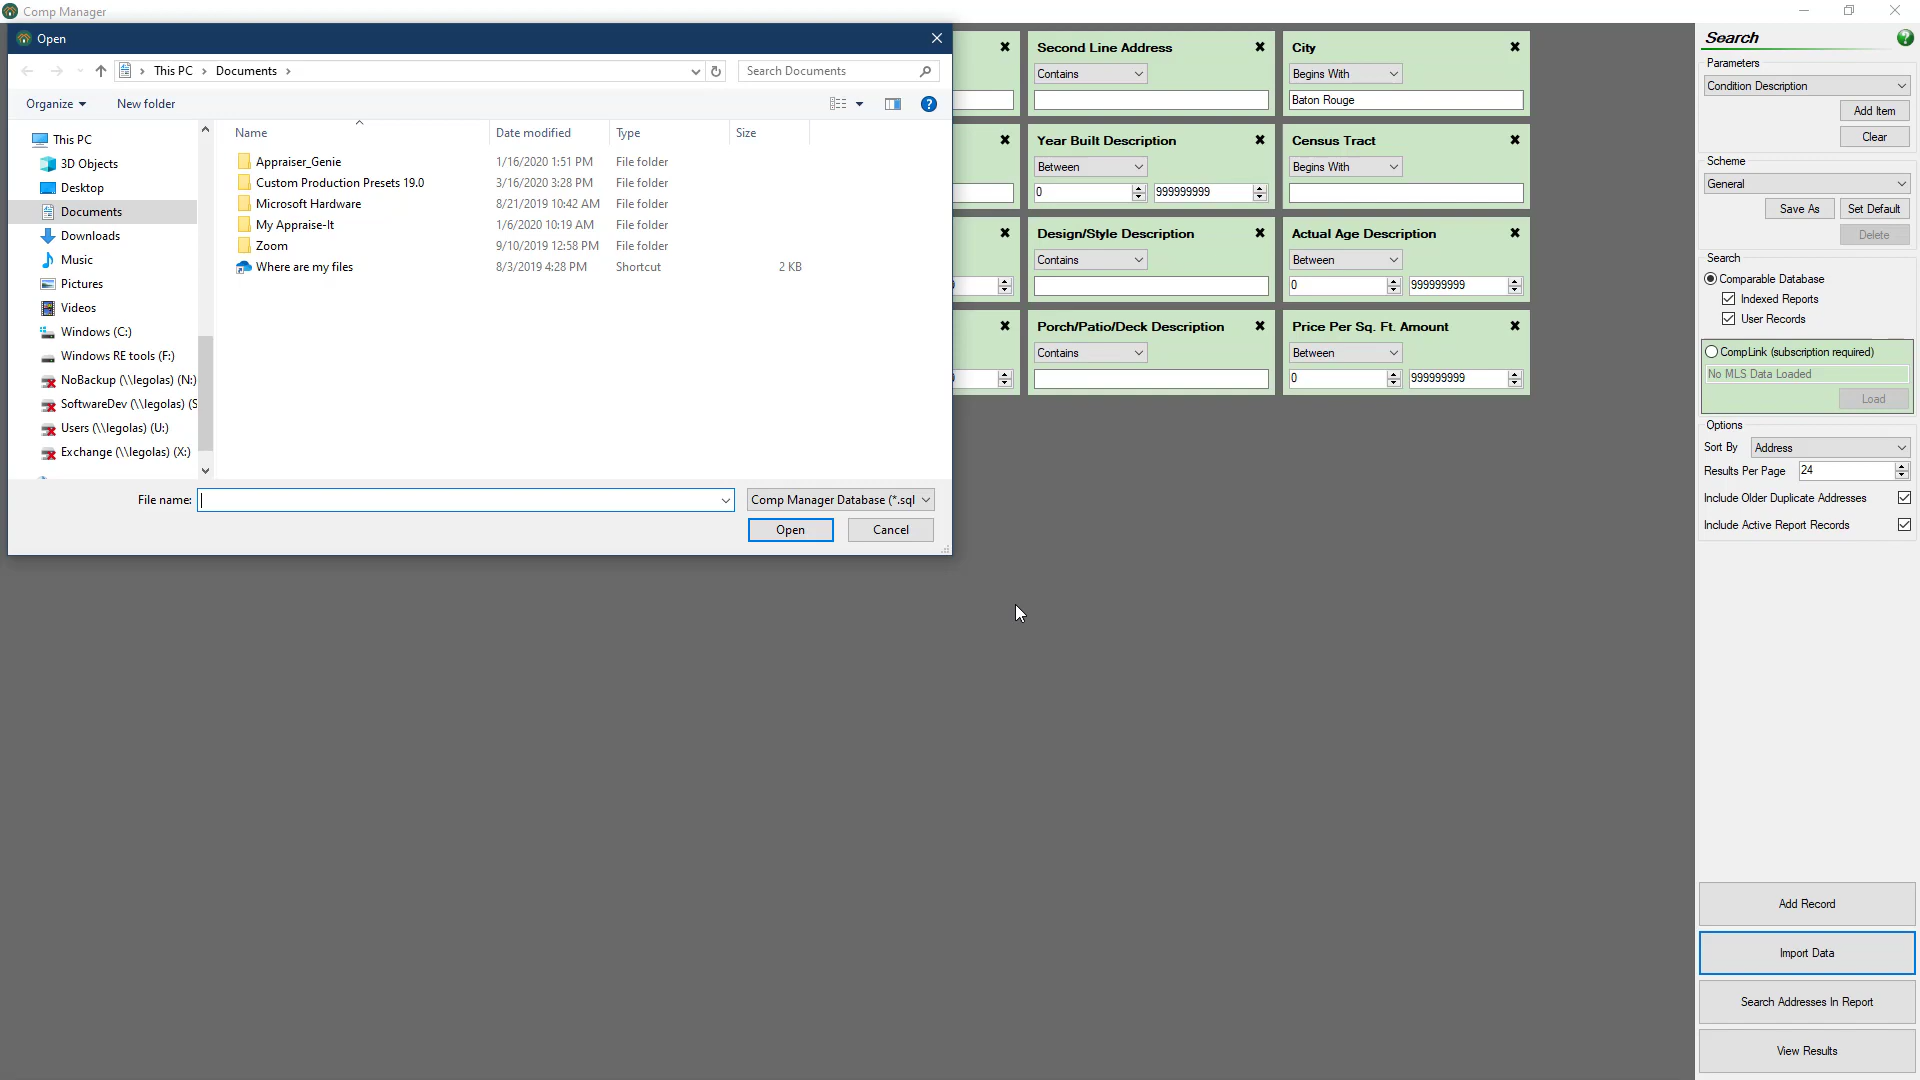 Comp Manager
Open
This PC > Documents >
Search Documents
Organize
New folder
Name
Date modified
Type
Size
This PC
3D Objects
Desktop
Documents
Downloads
Music
Pictures
Videos
Windows (C:)
Windows RE tools (F:)
NoBackup (\\legolas) (N:)
SoftwareDev (\\legolas) (S
Users (\\legolas) (U:)
Exchange (\\legolas) (X:)
Appraiser_Genie 1/16/2020 1:51 PM File folder
Custom Production Presets 19.0 3/16/2020 3:28 PM File folder
Microsoft Hardware 8/21/2019 10:42 AM File folder
My Appraise-It 1/6/2020 10:19 AM File folder
Zoom 9/10/2019 12:58 PM File folder
Where are my files 8/3/2019 4:28 PM Shortcut 2 KB
File name:
Comp Manager Database (*.sql
Open
Cancel
Second Line Address
Contains
City
Begins With
Baton Rouge
Year Built Description
Between
0 999999999
Census Tract
Begins With
Design/Style Description
Contains
Actual Age Description
Between
0 999999999
Porch/Patio/Deck Description
Contains
Price Per Sq. Ft. Amount
Between
0 999999999
Search
Parameters
Condition Description
Add Item
Clear
Scheme
General
Save As
Set Default
Delete
Search
Comparable Database
Indexed Reports
User Records
CompLink (subscription required)
No MLS Data Loaded
Load
Options
Sort By Address
Results Per Page 24
Include Older Duplicate Addresses
Include Active Report Records
Add Record
Import Data
Search Addresses In Report
View Results